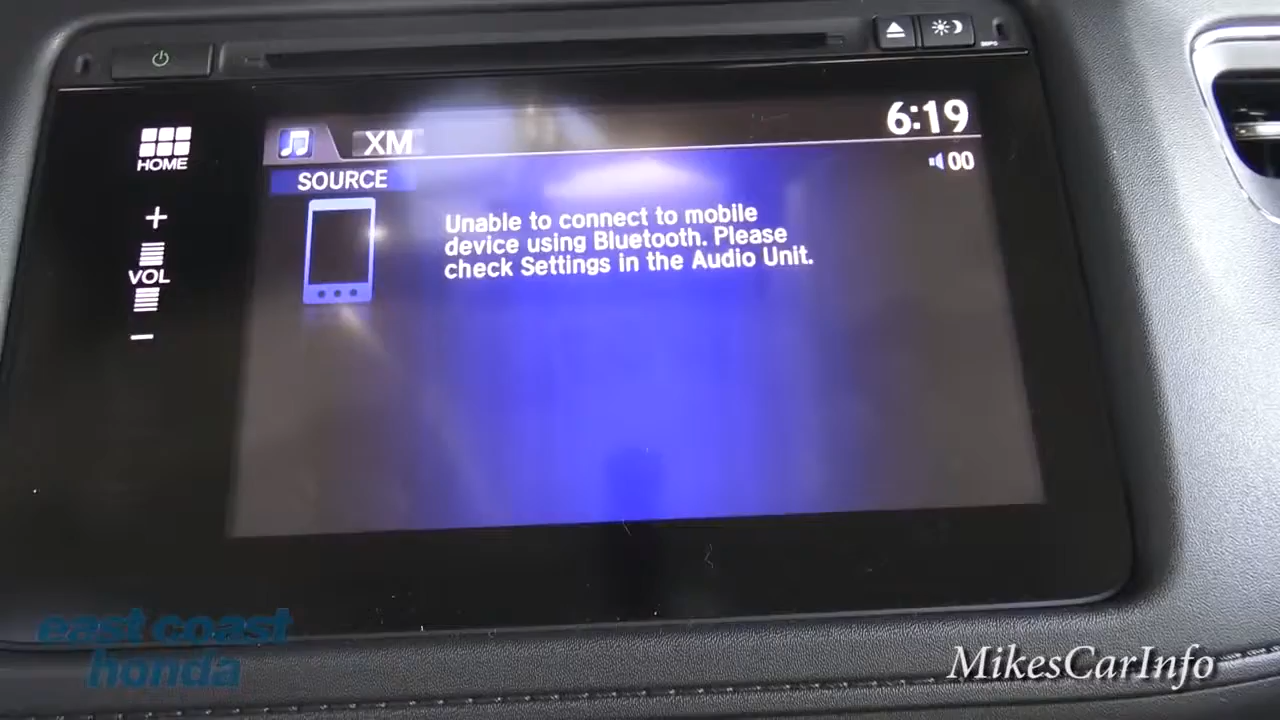 HOME
+
VOL
−
XM
6:19
00
SOURCE
Unable to connect to mobile
device using Bluetooth. Please
check Settings in the Audio Unit.
east coast
honda
MikesCarInfo